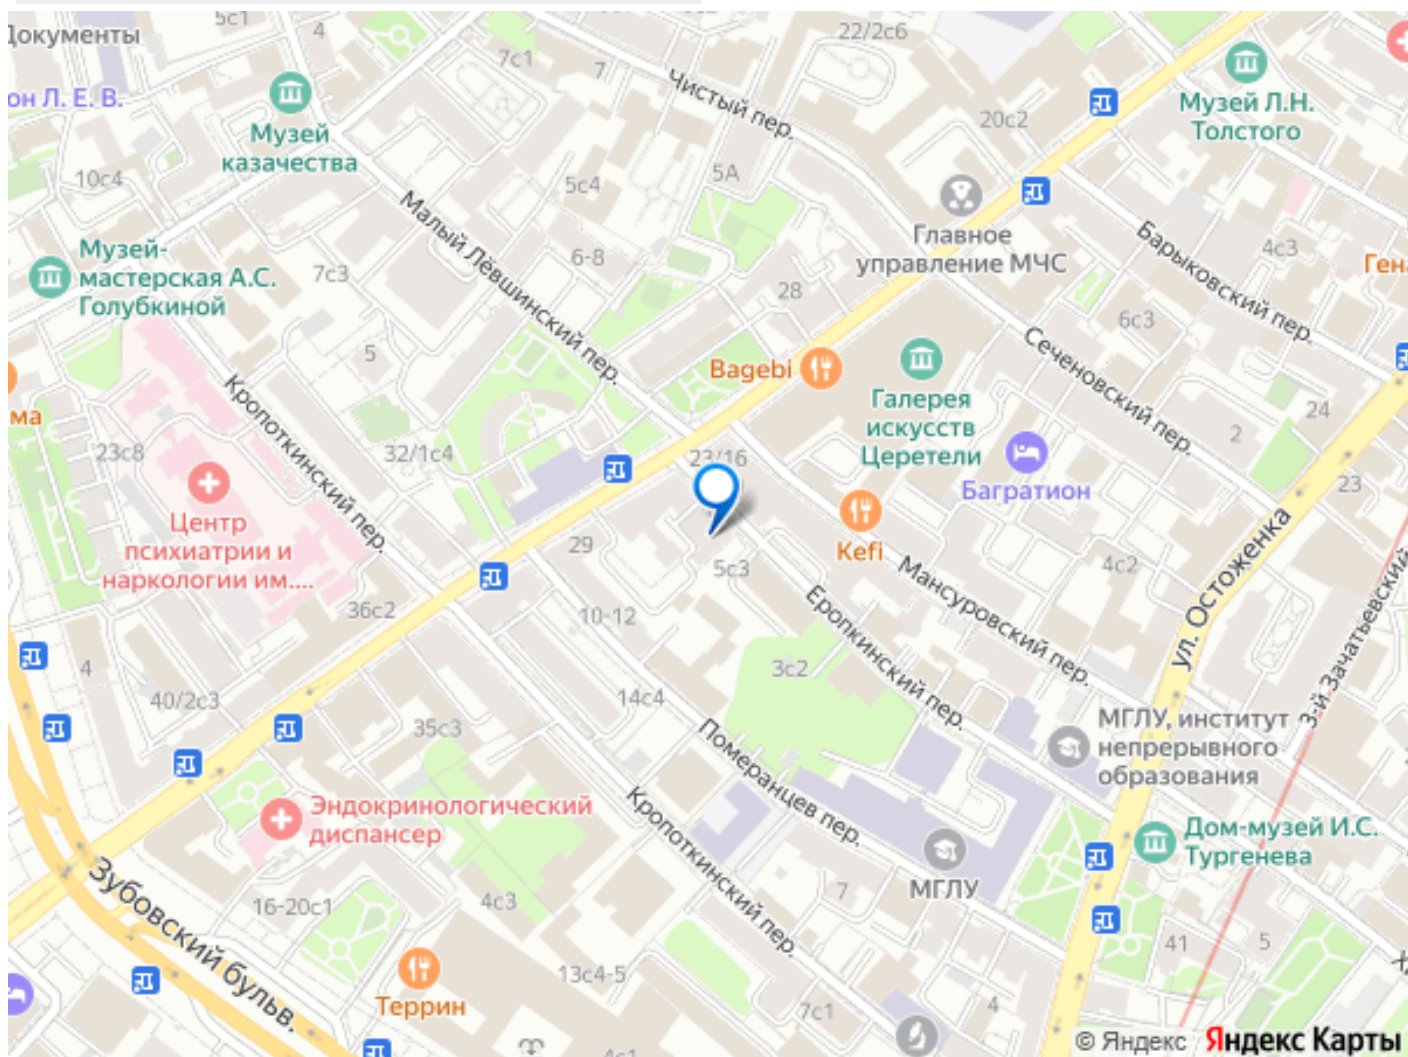 5с1
4
Документы
22/2с6
7с1
7
Чистый пер.
он Л. Е. В.
Музей
казачества
20с2
Музей Л.Н.
Толстого
10с4
5с4
5А
Малый Лёвшинский пер.
Главное
управление МЧС
Барыковский пер.
4с3
Ген
Музей-
мастерская А.С.
Голубкиной
7с3
6-8
28
6с3
Сеченовский пер.
5
Bagebi
Галерея
искусств
Церетели
24
2
ма
Кропоткинский пер.
23с8
32/1с4
23/16
Багратион
23
Центр
психиатрии и
наркологии им....
29
Kefi
5с3
Мансуровский пер.
4с2
ул. Остоженка
3-й Зачатьевский
36с2
10-12
Еропкинский пер.
3с2
4
40/2с3
14с4
35с3
Померанцев пер.
МГЛУ, институт
непрерывного
образования
Эндокринологический
диспансер
Кропоткинский пер.
Дом-музей И.С.
Тургенева
МГЛУ
Зубовский бульв.
16-20с1
4с3
7
41
5
Террин
13с4-5
7с1
4
Х
4с1
© Яндекс Яндекс Карты